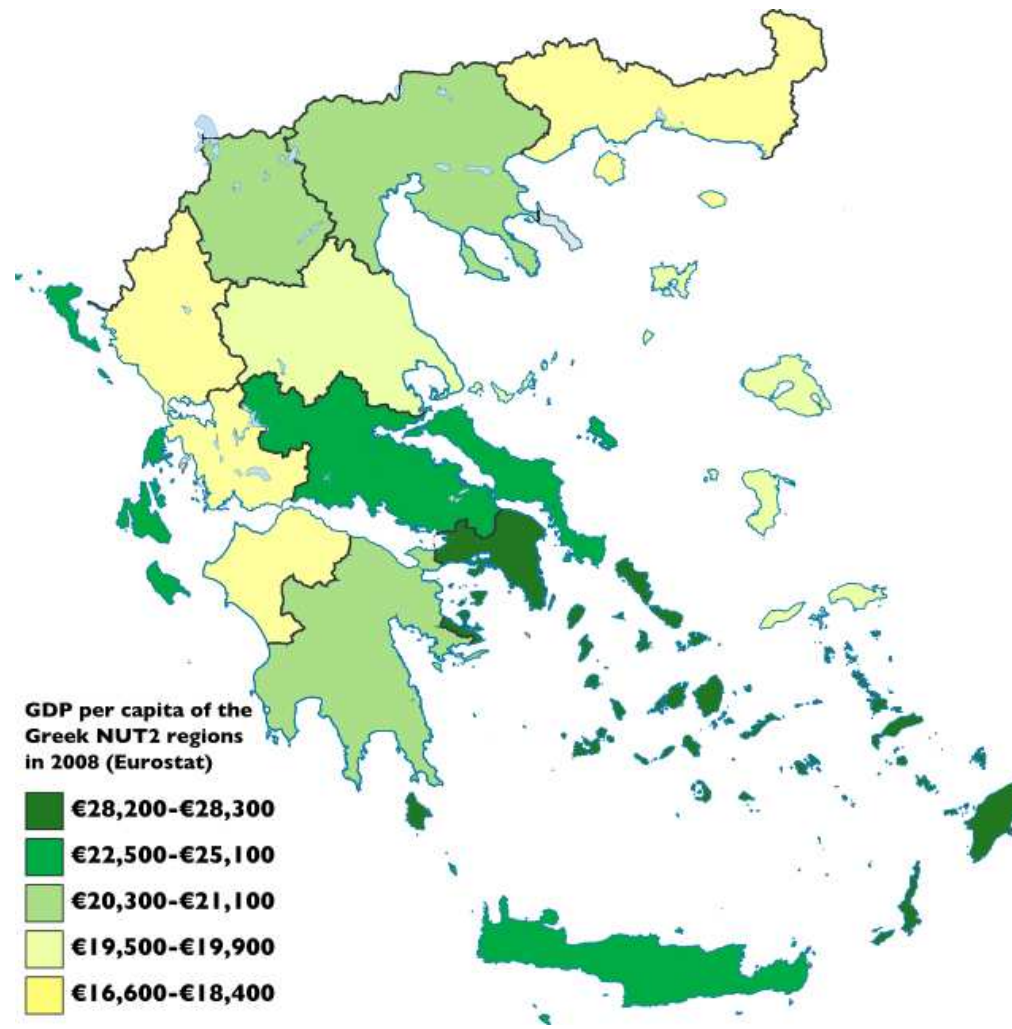 GDP per capita of the
Greek NUT2 regions
in 2008 (Eurostat)
€28,200-€28,300
€22,500-€25,100
€20,300-€21,100
€19,500-€19,900
€16,600-€18,400